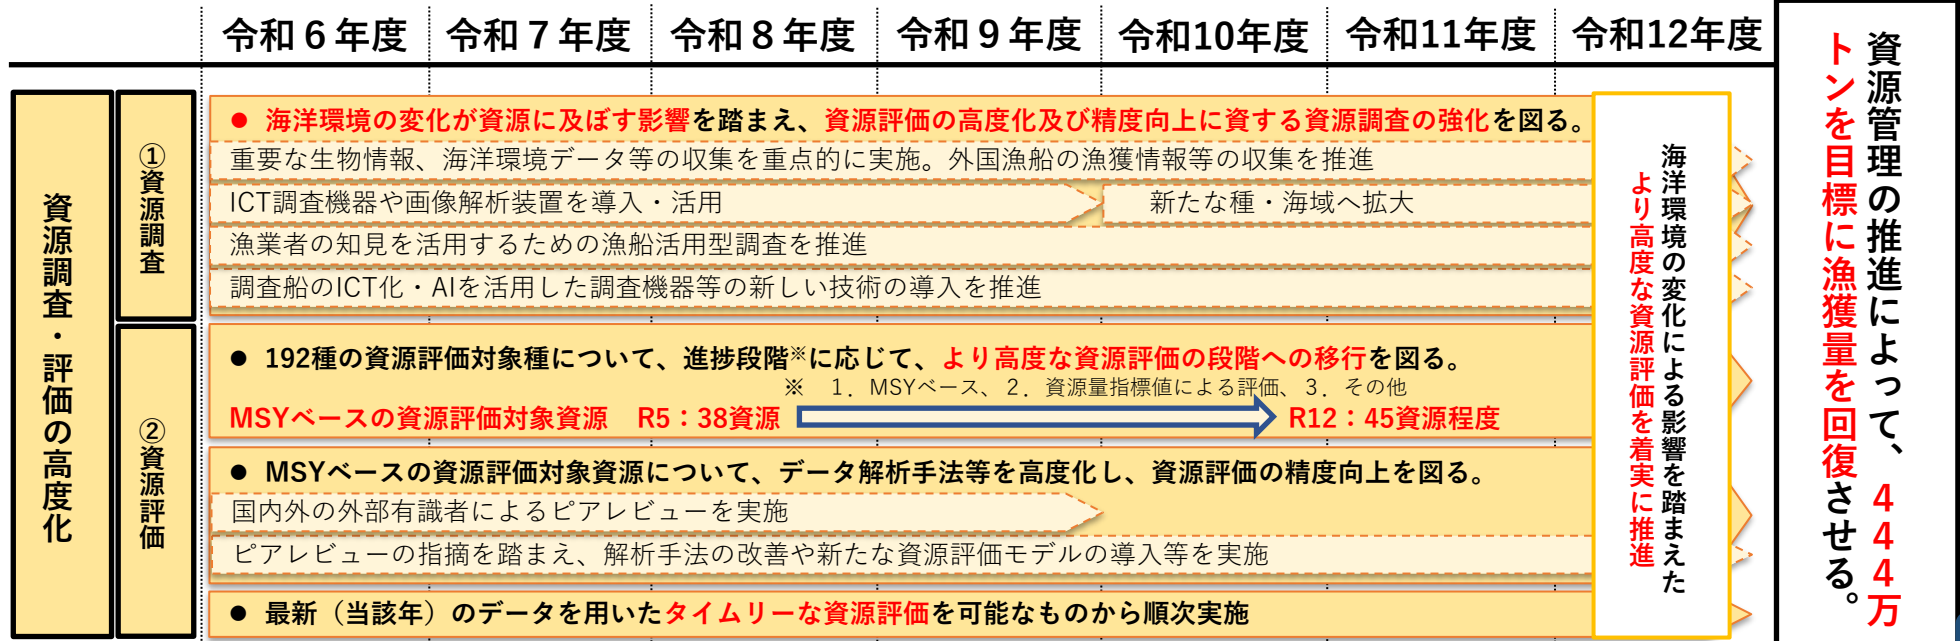 令和６年度
令和７年度
令和８年度
令和９年度
令和10年度
令和11年度
令和12年度
資源調査・評価の高度化
①資源調査
● 海洋環境の変化が資源に及ぼす影響を踏まえ、資源評価の高度化及び精度向上に資する資源調査の強化を図る。
重要な生物情報、海洋環境データ等の収集を重点的に実施。外国漁船の漁獲情報等の収集を推進
ICT調査機器や画像解析装置を導入・活用
新たな種・海域へ拡大
漁業者の知見を活用するための漁船活用型調査を推進
調査船のICT化・AIを活用した調査機器等の新しい技術の導入を推進
②資源評価
● 192種の資源評価対象種について、進捗段階※に応じて、より高度な資源評価の段階への移行を図る。
※　1．MSYベース、2．資源量指標値による評価、3．その他
MSYベースの資源評価対象資源　R5：38資源
R12：45資源程度
● MSYベースの資源評価対象資源について、データ解析手法等を高度化し、資源評価の精度向上を図る。
国内外の外部有識者によるピアレビューを実施
ピアレビューの指摘を踏まえ、解析手法の改善や新たな資源評価モデルの導入等を実施
● 最新（当該年）のデータを用いたタイムリーな資源評価を可能なものから順次実施
海洋環境の変化による影響を踏まえた
より高度な資源評価を着実に推進
資源管理の推進によって、４４４万
トンを目標に漁獲量を回復させる。